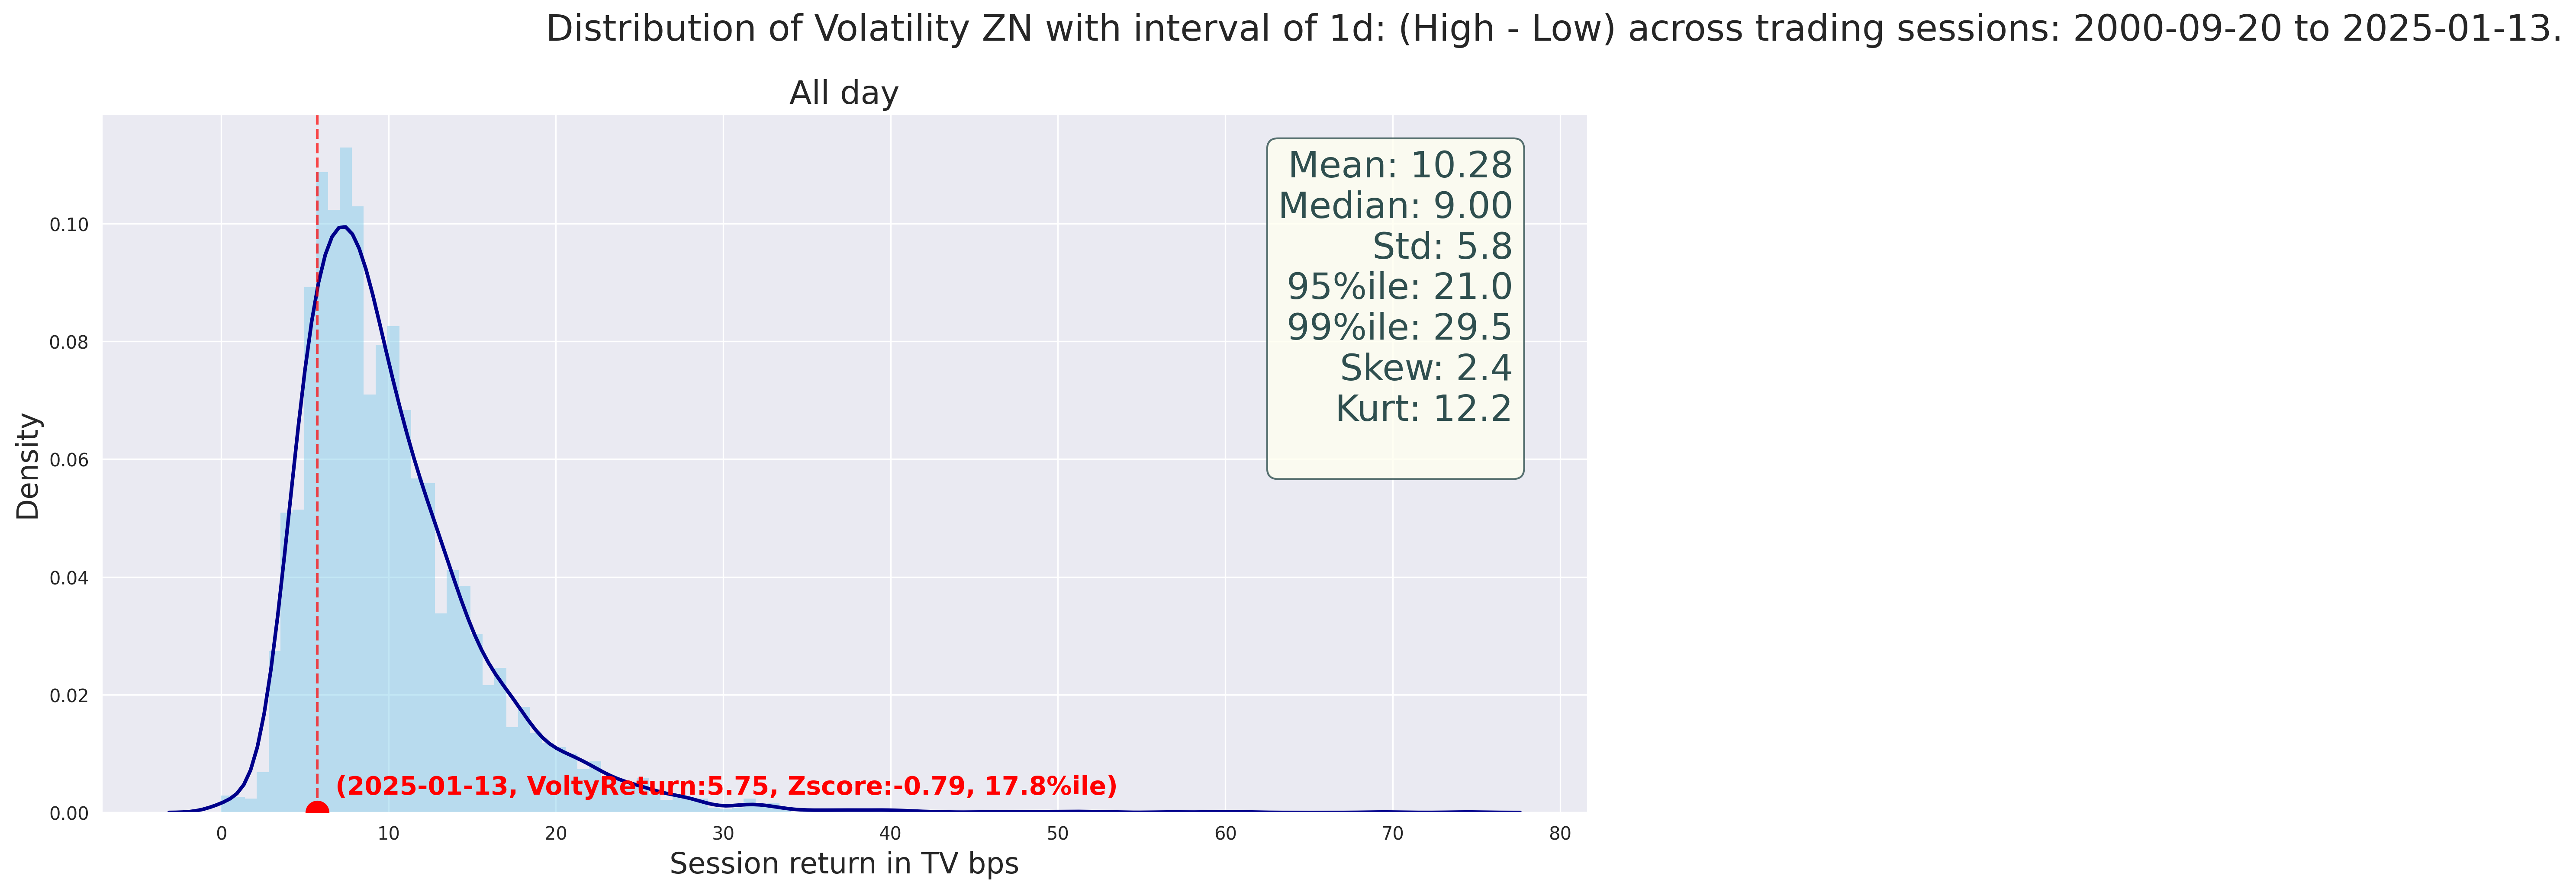 Distribution of Volatility ZN with interval of 1d: (High - Low) across trading sessions: 2000-09-20 to 2025-01-13.
All day
Mean: 10.28
Median: 9.00
Std: 5.8
95%ile: 21.0
99%ile: 29.5
Skew: 2.4
Kurt: 12.2
Density
0.10
0.08
0.06
0.04
0.02
0.00
(2025-01-13, VoltyReturn:5.75, Zscore:-0.79, 17.8%ile)
0 10 20 30 40 50 60 70 80
Session return in TV bps